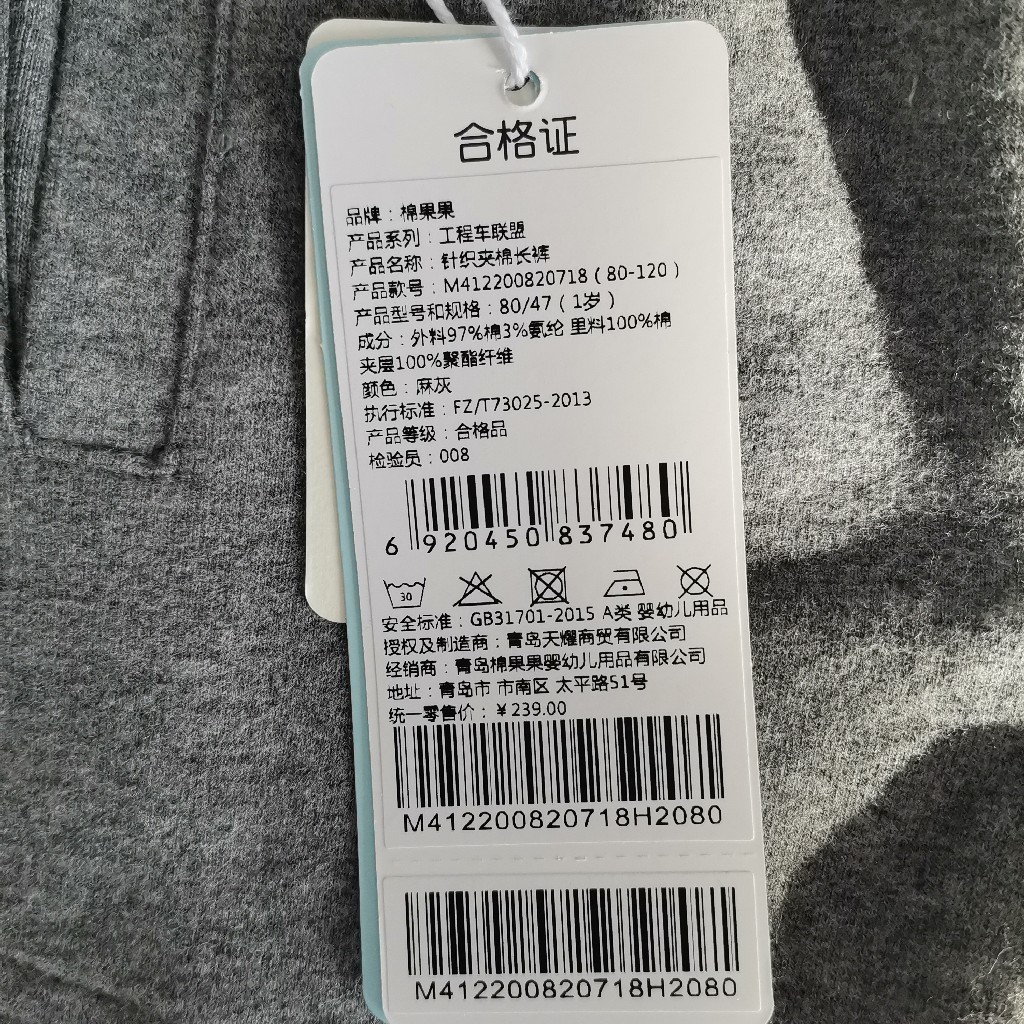 合格证
品牌：棉果果
产品系列：工程车联盟
产品名称：针织夹棉长裤
产品款号：M412200820718（80-120）
产品型号和规格：80/47（1岁）
成分：外料97%棉3%氨纶 里料100%棉
夹层100%聚酯纤维
颜色：麻灰
执行标准：FZ/T73025-2013
产品等级：合格品
检验员：008
6 920450 837480
30
安全标准：GB31701-2015 A类 婴幼儿用品
授权及制造商：青岛天耀商贸有限公司
经销商：青岛棉果果婴幼儿用品有限公司
地址：青岛市 市南区 太平路51号
统一零售价：￥239.00
M412200820718H2080
M412200820718H2080